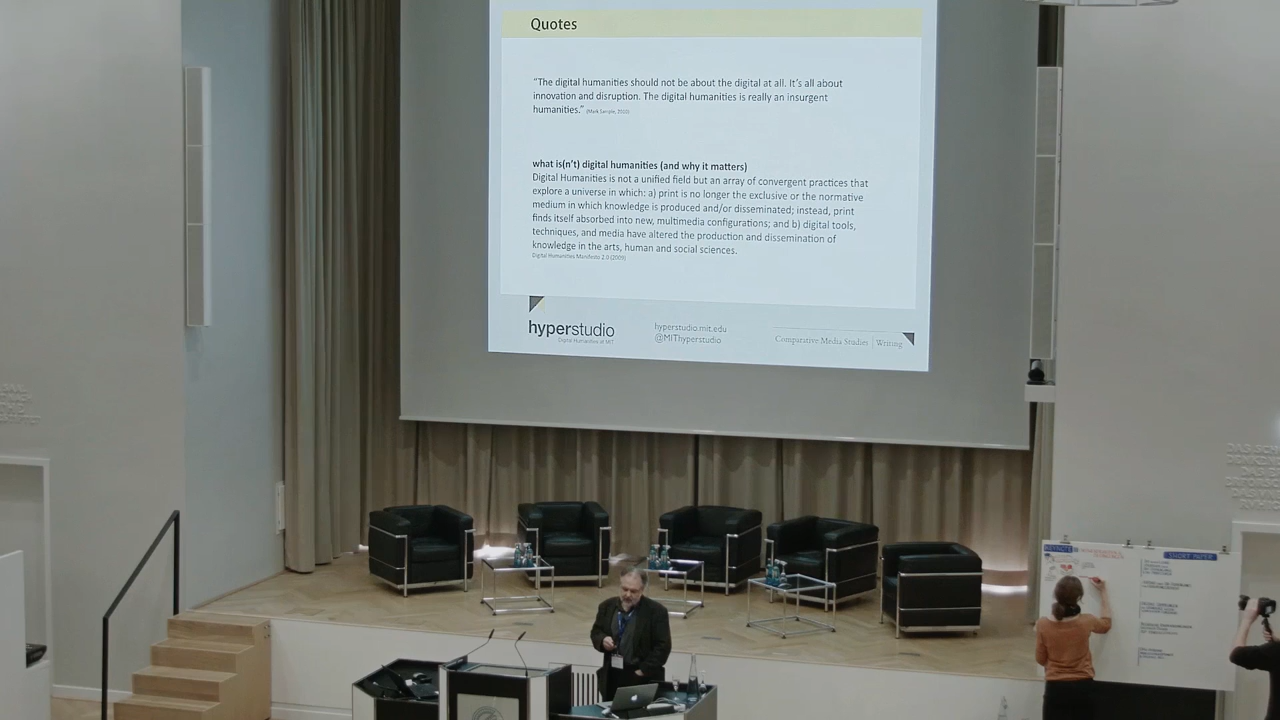 Quotes
“The digital humanities should not be about the digital at all. It’s all about
innovation and disruption. The digital humanities is really an insurgent
humanities.” (Mark Sample, 2010)
what is(n’t) digital humanities (and why it matters)
Digital Humanities is not a unified field but an array of convergent practices that
explore a universe in which: a) print is no longer the exclusive or the normative
medium in which knowledge is produced and/or disseminated; instead, print
finds itself absorbed into new, multimedia configurations; and b) digital tools,
techniques, and media have altered the production and dissemination of
knowledge in the arts, human and social sciences.
Digital Humanities Manifesto 2.0 (2009)
hyperstudio
Digital Humanities at MIT
hyperstudio.mit.edu
@MIThyperstudio
Comparative Media Studies | Writing
KEYNOTE
SHORT PAPER